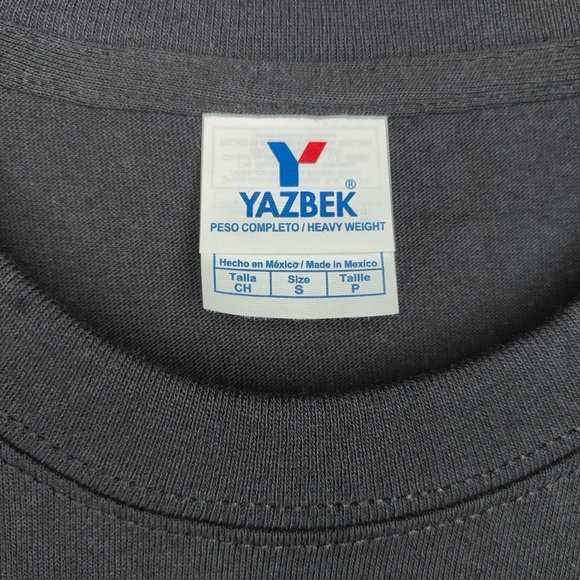 YAZBEK®
PESO COMPLETO / HEAVY WEIGHT
Hecho en México / Made in Mexico
Talla Size Taille
CH S P